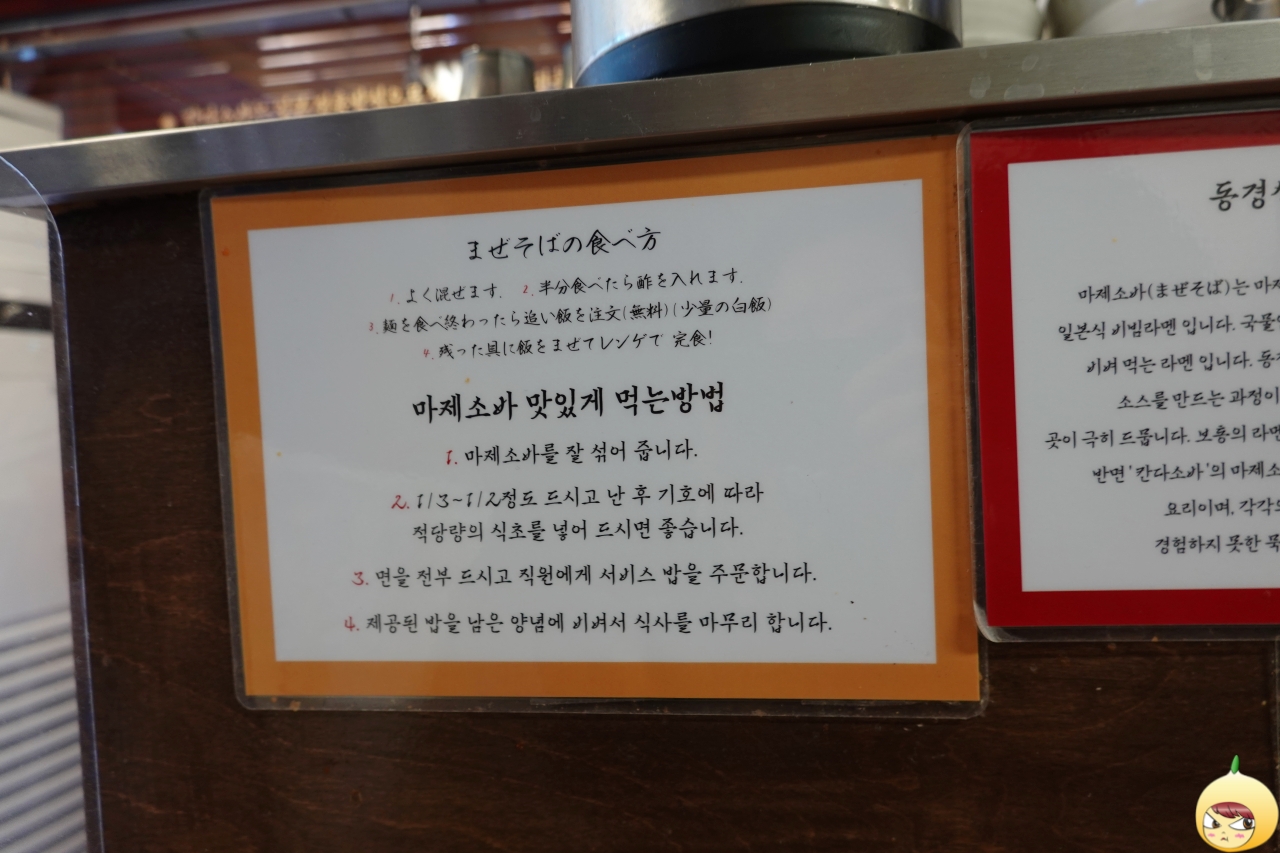 まぜそばの食べ方
1. よく混ぜます. 2. 半分食べたら酢を入れます.
3. 麺を食べ終わったら追い飯を注文(無料)(少量の白飯)
4. 残った具に飯をまぜてレンゲで 完食!
마제소바 맛있게 먹는방법
1. 마제소바를 잘 섞어 줍니다.
2. 1/3~1/2정도 드시고 난 후 기호에 따라
적당량의 식초를 넣어 드시면 좋습니다.
3. 면을 전부 드시고 직원에게 서비스 밥을 주문합니다.
4. 제공된 밥을 남은 양념에 비벼서 식사를 마무리 합니다.
동경
마제소바(まぜそば)는 마제
일본식 비빔라멘 입니다. 국물
비벼 먹는 라멘 입니다.
소스를 만드는 과정이
곳이 극히 드뭅니다. 보통의 라멘
반면 '칸다소바'의 마제소
요리이며, 각각
경험하지 못한